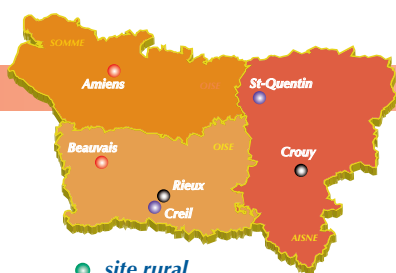 SOMME
Amiens
St-Quentin
Beauvais
OISE
Crouy
Rieux
Creil
AISNE
site rural